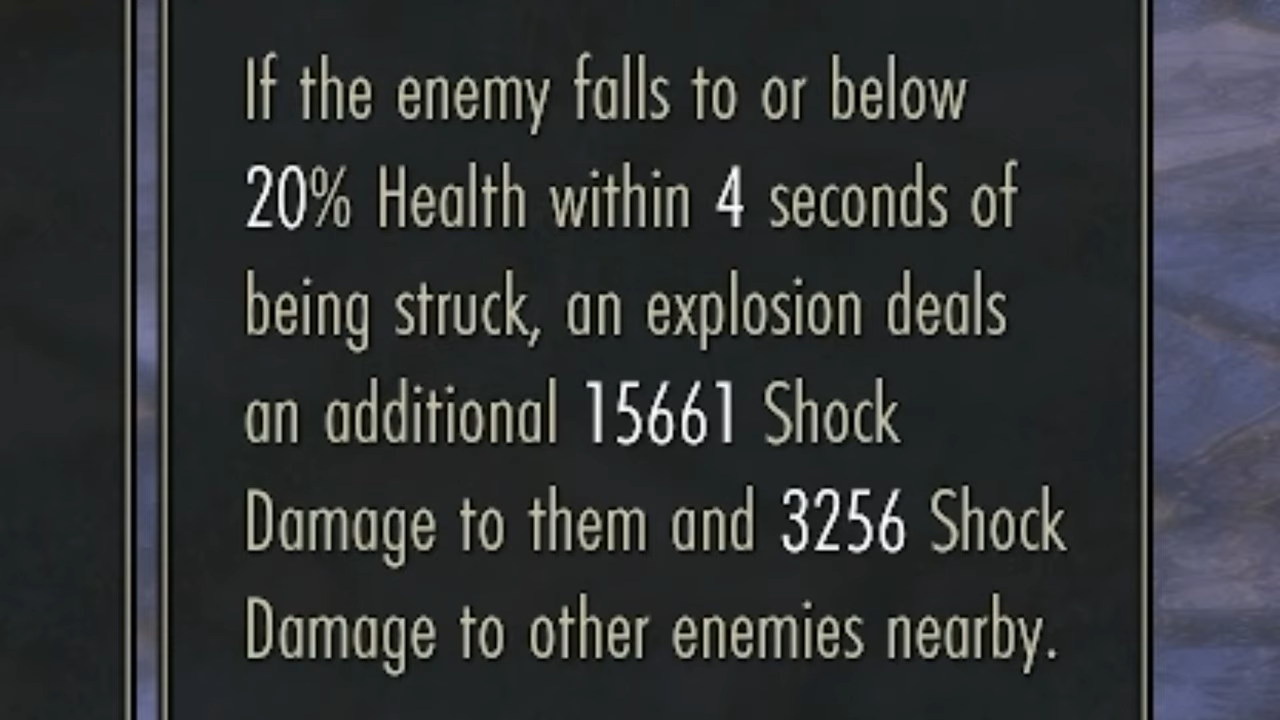 If the enemy falls to or below
20% Health within 4 seconds of
being struck, an explosion deals
an additional 15661 Shock
Damage to them and 3256 Shock
Damage to other enemies nearby.